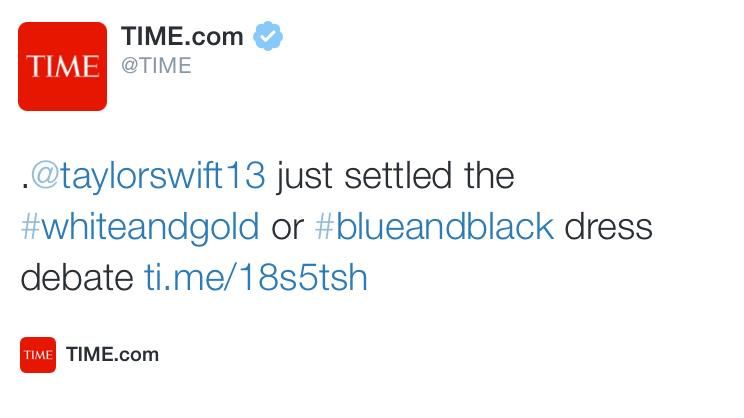 TIME
TIME.com
@TIME
.@taylorswift13 just settled the
#whiteandgold or #blueandblack dress
debate ti.me/18s5tsh
TIME
TIME.com